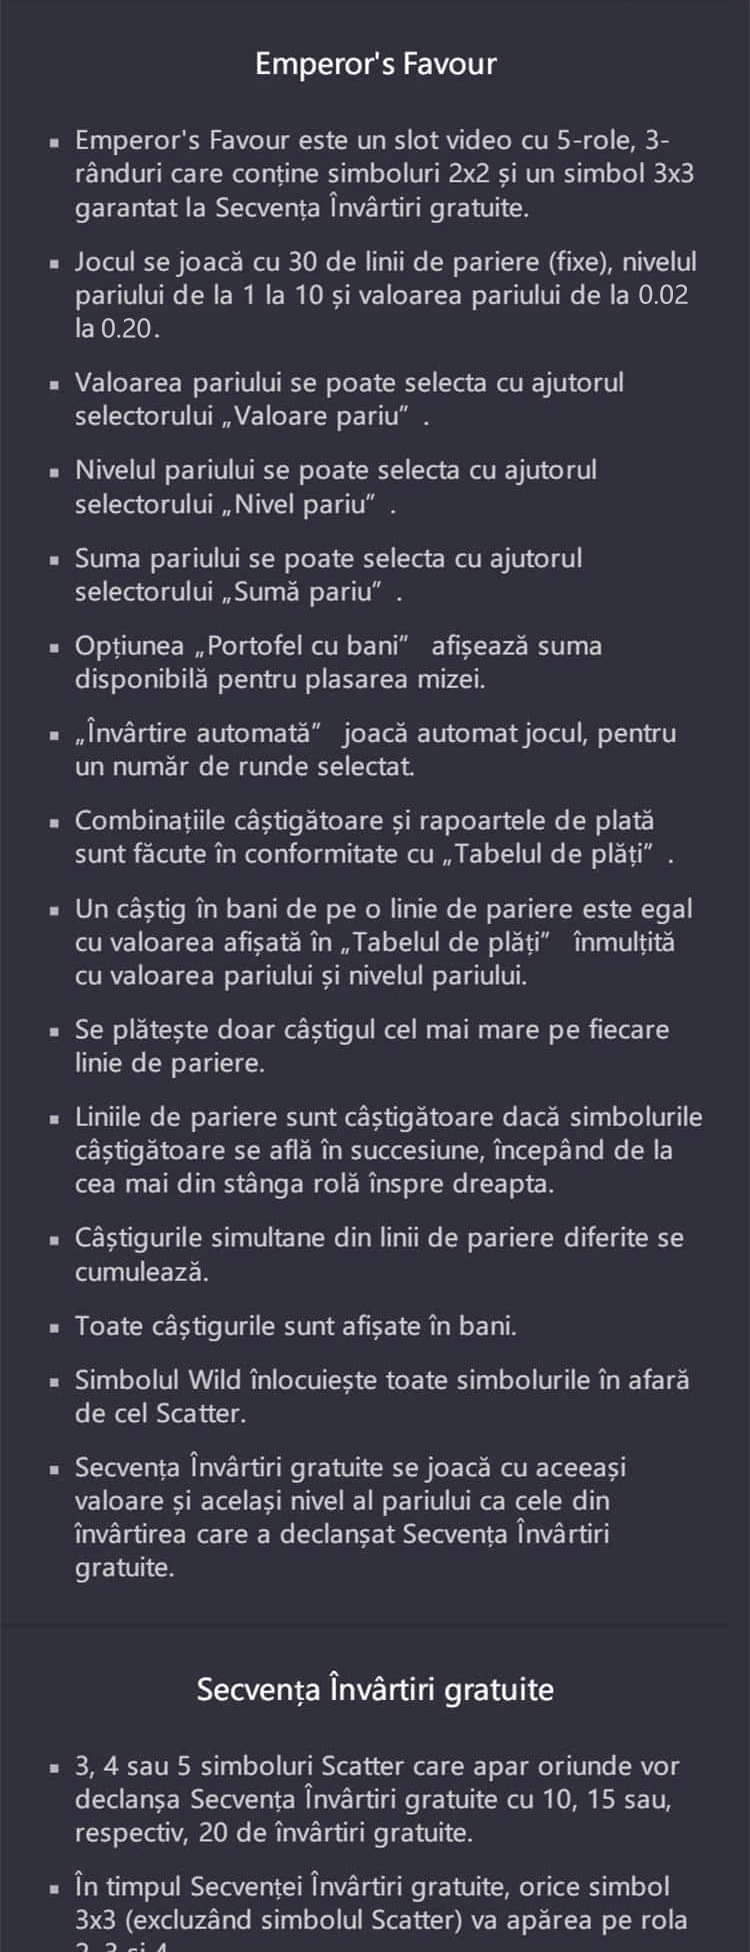 Emperor's Favour
▪ Emperor's Favour este un slot video cu 5-role, 3-
rânduri care conține simboluri 2x2 și un simbol 3x3
garantat la Secvența Învârtiri gratuite.
▪ Jocul se joacă cu 30 de linii de pariere (fixe), nivelul
pariului de la 1 la 10 și valoarea pariului de la 0.02
la 0.20.
▪ Valoarea pariului se poate selecta cu ajutorul
selectorului „Valoare pariu” .
▪ Nivelul pariului se poate selecta cu ajutorul
selectorului „Nivel pariu” .
▪ Suma pariului se poate selecta cu ajutorul
selectorului „Sumă pariu” .
▪ Opțiunea „Portofel cu bani” afișează suma
disponibilă pentru plasarea mizei.
▪ „Învârtire automată” joacă automat jocul, pentru
un număr de runde selectat.
▪ Combinațiile câștigătoare și rapoartele de plată
sunt făcute în conformitate cu „Tabelul de plăți” .
▪ Un câștig în bani de pe o linie de pariere este egal
cu valoarea afișată în „Tabelul de plăți” înmulțită
cu valoarea pariului și nivelul pariului.
▪ Se plătește doar câștigul cel mai mare pe fiecare
linie de pariere.
▪ Liniile de pariere sunt câștigătoare dacă simbolurile
câștigătoare se află în succesiune, începând de la
cea mai din stânga rolă înspre dreapta.
▪ Câștigurile simultane din linii de pariere diferite se
cumulează.
▪ Toate câștigurile sunt afișate în bani.
▪ Simbolul Wild înlocuiește toate simbolurile în afară
de cel Scatter.
▪ Secvența Învârtiri gratuite se joacă cu aceeași
valoare și același nivel al pariului ca cele din
învârtirea care a declanșat Secvența Învârtiri
gratuite.
Secvența Învârtiri gratuite
▪ 3, 4 sau 5 simboluri Scatter care apar oriunde vor
declanșa Secvența Învârtiri gratuite cu 10, 15 sau,
respectiv, 20 de învârtiri gratuite.
▪ În timpul Secvenței Învârtiri gratuite, orice simbol
3x3 (excluzând simbolul Scatter) va apărea pe rola
2, 3 și 4